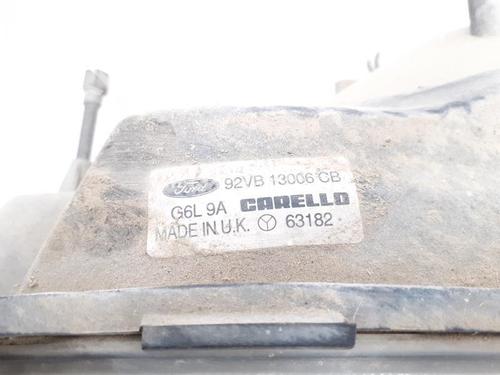 Ford 92VB 13006 CB
G6L 9A CARELLO
MADE IN U.K. 63182